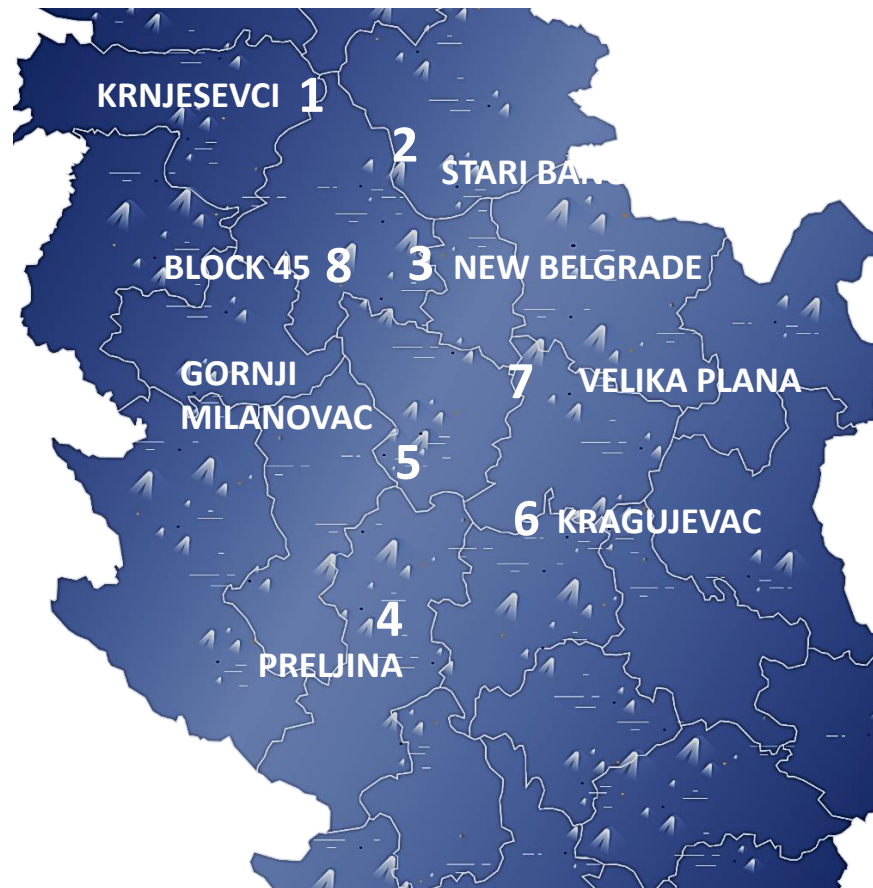 KRNJESEVCI 1
2
STARI
BLOCK 45 8
3 NEW BELGRADE
GORNJI
MILANOVAC
7 VELIKA PLANA
5
6 KRAGUJEVAC
4
PRELJINA